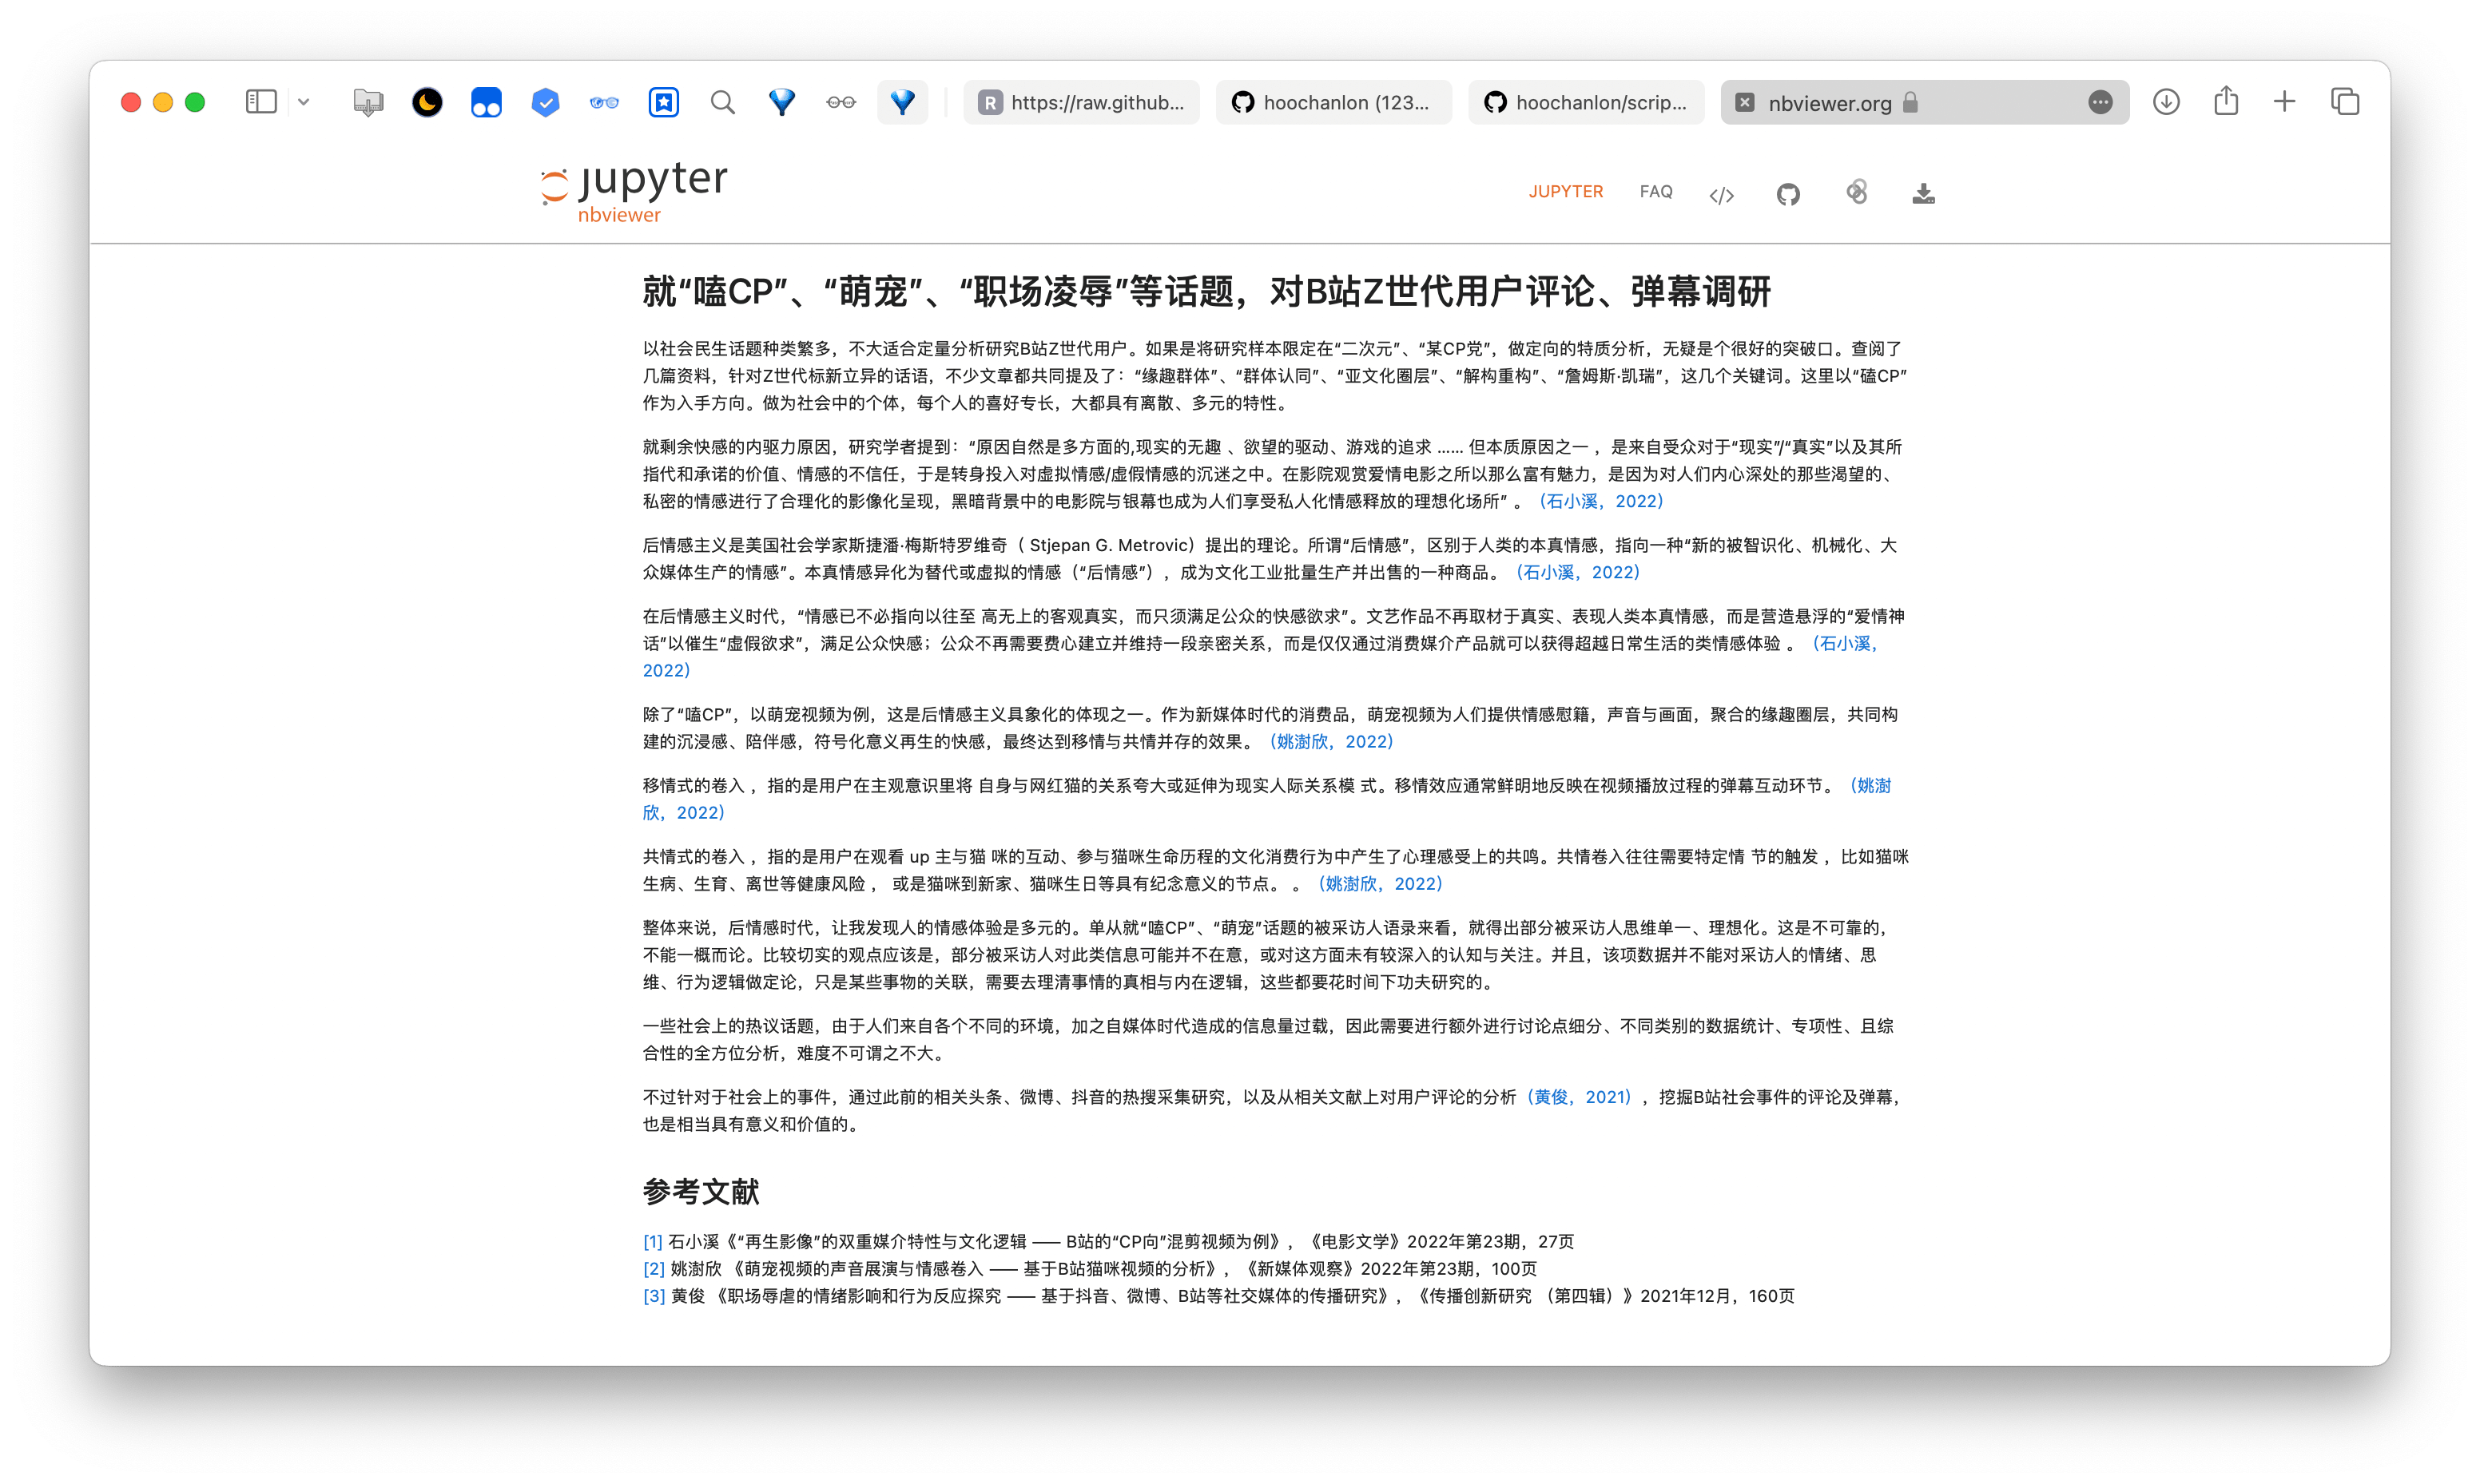 R https://raw.github...
hoochanlon (123...
hoochanlon/scrip...
nbviewer.org
jupyter
nbviewer
JUPYTER
FAQ
</>
就“嗑CP”、“萌宠”、“职场凌辱”等话题，对B站Z世代用户评论、弹幕调研
以社会民生话题种类繁多，不大适合定量分析研究B站Z世代用户。如果是将研究样本限定在“二次元”、“某CP党”，做定向的特质分析，无疑是个很好的突破口。查阅了
几篇资料，针对Z世代标新立异的话语，不少文章都共同提及了：“缘趣群体”、“群体认同”、“亚文化圈层”、“解构重构”、“詹姆斯·凯瑞”，这几个关键词。这里以“磕CP”
作为入手方向。做为社会中的个体，每个人的喜好专长，大都具有离散、多元的特性。
就剩余快感的内驱力原因，研究学者提到：“原因自然是多方面的,现实的无趣 、欲望的驱动、游戏的追求 …… 但本质原因之一 ，是来自受众对于“现实”/“真实”以及其所
指代和承诺的价值、情感的不信任，于是转身投入对虚拟情感/虚假情感的沉迷之中。在影院观赏爱情电影之所以那么富有魅力，是因为对人们内心深处的那些渴望的、
私密的情感进行了合理化的影像化呈现，黑暗背景中的电影院与银幕也成为人们享受私人化情感释放的理想化场所” 。（石小溪，2022）
后情感主义是美国社会学家斯捷潘·梅斯特罗维奇（ Stjepan G. Metrovic）提出的理论。所谓“后情感”，区别于人类的本真情感，指向一种“新的被智识化、机械化、大
众媒体生产的情感”。本真情感异化为替代或虚拟的情感（“后情感”），成为文化工业批量生产并出售的一种商品。（石小溪，2022）
在后情感主义时代，“情感已不必指向以往至 高无上的客观真实，而只须满足公众的快感欲求”。文艺作品不再取材于真实、表现人类本真情感，而是营造悬浮的“爱情神
话”以催生“虚假欲求”，满足公众快感；公众不再需要费心建立并维持一段亲密关系，而是仅仅通过消费媒介产品就可以获得超越日常生活的类情感体验 。（石小溪，
2022）
除了“嗑CP”，以萌宠视频为例，这是后情感主义具象化的体现之一。作为新媒体时代的消费品，萌宠视频为人们提供情感慰籍，声音与画面，聚合的缘趣圈层，共同构
建的沉浸感、陪伴感，符号化意义再生的快感，最终达到移情与共情并存的效果。（姚澍欣，2022）
移情式的卷入 ，指的是用户在主观意识里将 自身与网红猫的关系夸大或延伸为现实人际关系模 式。移情效应通常鲜明地反映在视频播放过程的弹幕互动环节。（姚澍
欣，2022）
共情式的卷入 ，指的是用户在观看 up 主与猫 咪的互动、参与猫咪生命历程的文化消费行为中产生了心理感受上的共鸣。共情卷入往往需要特定情 节的触发 ，比如猫咪
生病、生育、离世等健康风险 ， 或是猫咪到新家、猫咪生日等具有纪念意义的节点。 。（姚澍欣，2022）
整体来说，后情感时代，让我发现人的情感体验是多元的。单从就“嗑CP”、“萌宠”话题的被采访人语录来看，就得出部分被采访人思维单一、理想化。这是不可靠的，
不能一概而论。比较切实的观点应该是，部分被采访人对此类信息可能并不在意，或对这方面未有较深入的认知与关注。并且，该项数据并不能对采访人的情绪、思
维、行为逻辑做定论，只是某些事物的关联，需要去理清事情的真相与内在逻辑，这些都要花时间下功夫研究的。
一些社会上的热议话题，由于人们来自各个不同的环境，加之自媒体时代造成的信息量过载，因此需要进行额外进行讨论点细分、不同类别的数据统计、专项性、且综
合性的全方位分析，难度不可谓之不大。
不过针对于社会上的事件，通过此前的相关头条、微博、抖音的热搜采集研究，以及从相关文献上对用户评论的分析（黄俊，2021），挖掘B站社会事件的评论及弹幕，
也是相当具有意义和价值的。
参考文献
[1] 石小溪《“再生影像”的双重媒介特性与文化逻辑 —— B站的“CP向”混剪视频为例》，《电影文学》2022年第23期，27页
[2] 姚澍欣 《萌宠视频的声音展演与情感卷入 —— 基于B站猫咪视频的分析》，《新媒体观察》2022年第23期，100页
[3] 黄俊 《职场辱虐的情绪影响和行为反应探究 —— 基于抖音、微博、B站等社交媒体的传播研究》，《传播创新研究 （第四辑）》2021年12月，160页